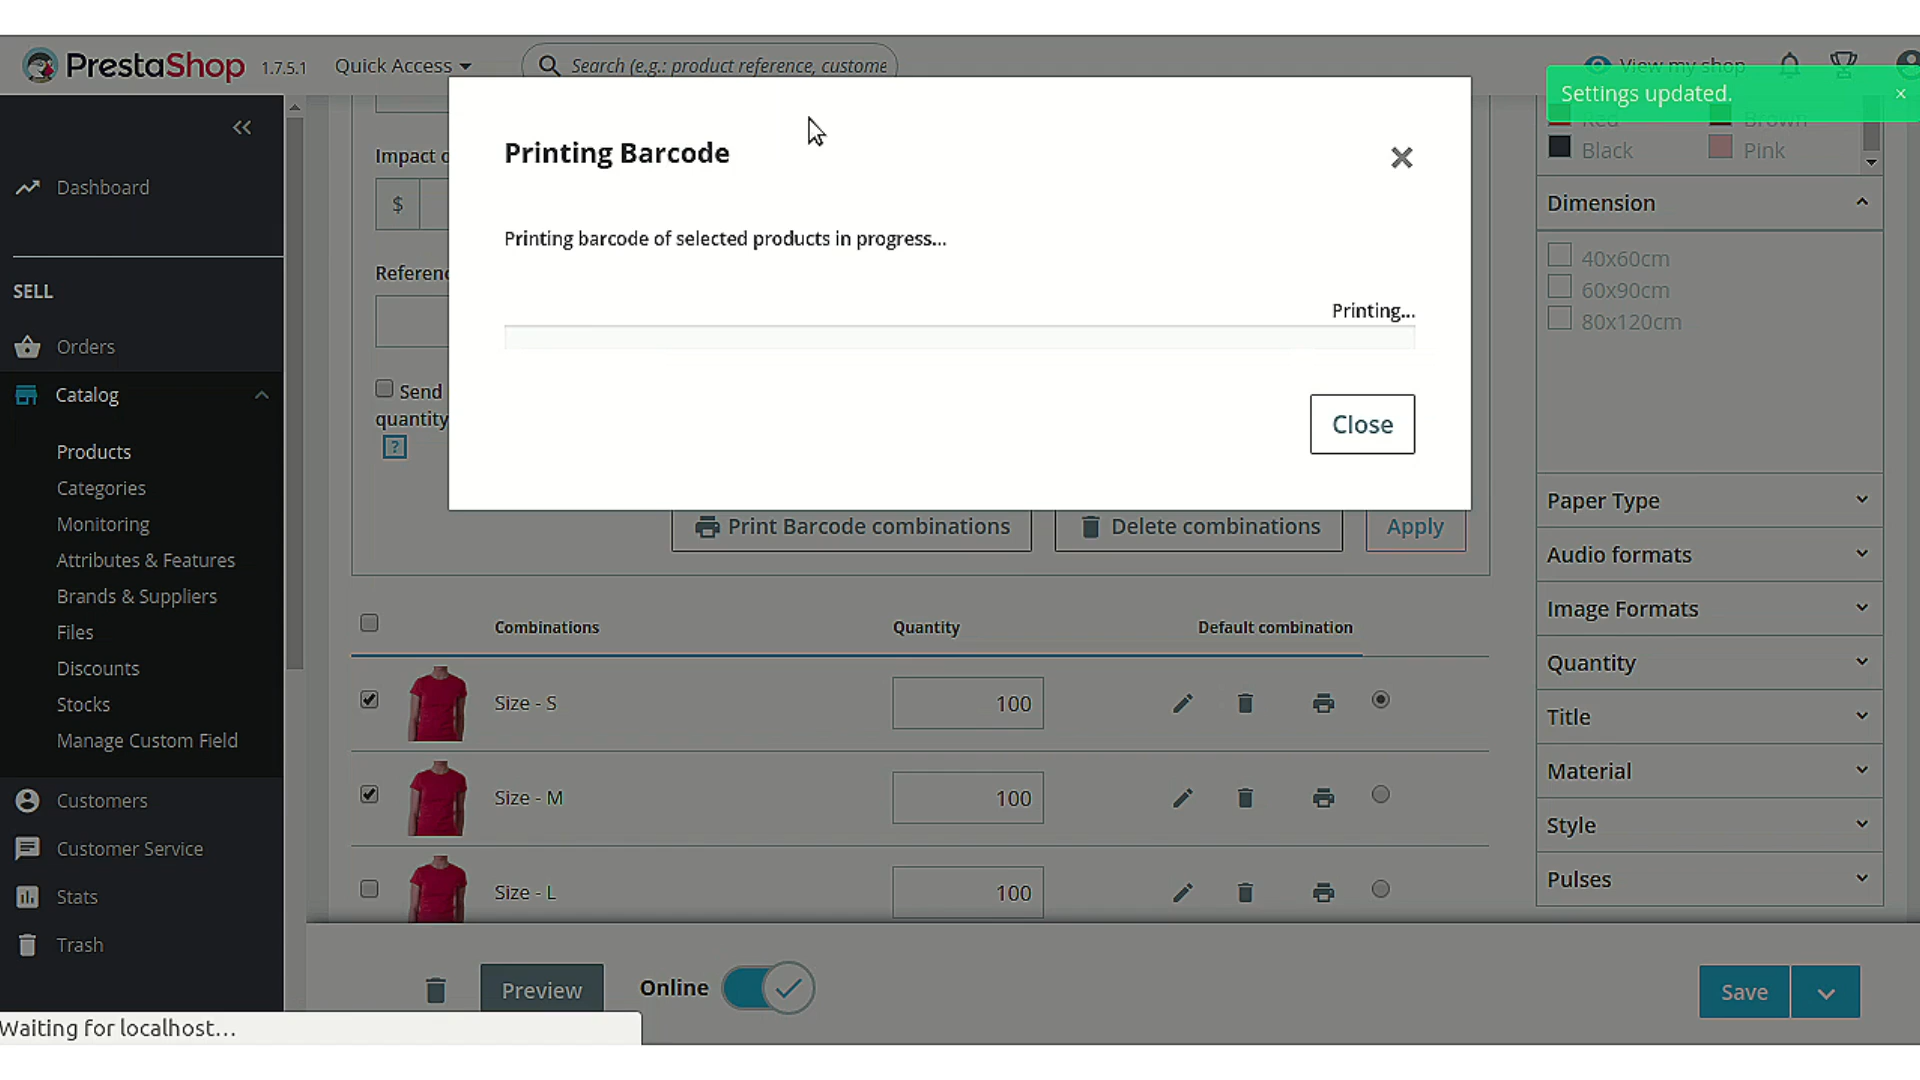 PrestaShop 1.7.5.1 Quick Access Search (e.g.: product reference, custome View my shop
Settings updated. ×
Red Brown
Black Pink
Dashboard
SELL
Orders
Catalog
Products
Categories
Monitoring
Attributes & Features
Brands & Suppliers
Files
Discounts
Stocks
Manage Custom Field
Customers
Customer Service
Stats
Trash
Impact o
$
Referenc
Send
quantity
?
Printing Barcode
Printing barcode of selected products in progress...
Printing...
Close
Print Barcode combinations Delete combinations Apply
Combinations Quantity Default combination
Size - S 100
Size - M 100
Size - L 100
Dimension
40x60cm
60x90cm
80x120cm
Paper Type
Audio formats
Image Formats
Quantity
Title
Material
Style
Pulses
Preview Online Save
Waiting for localhost...